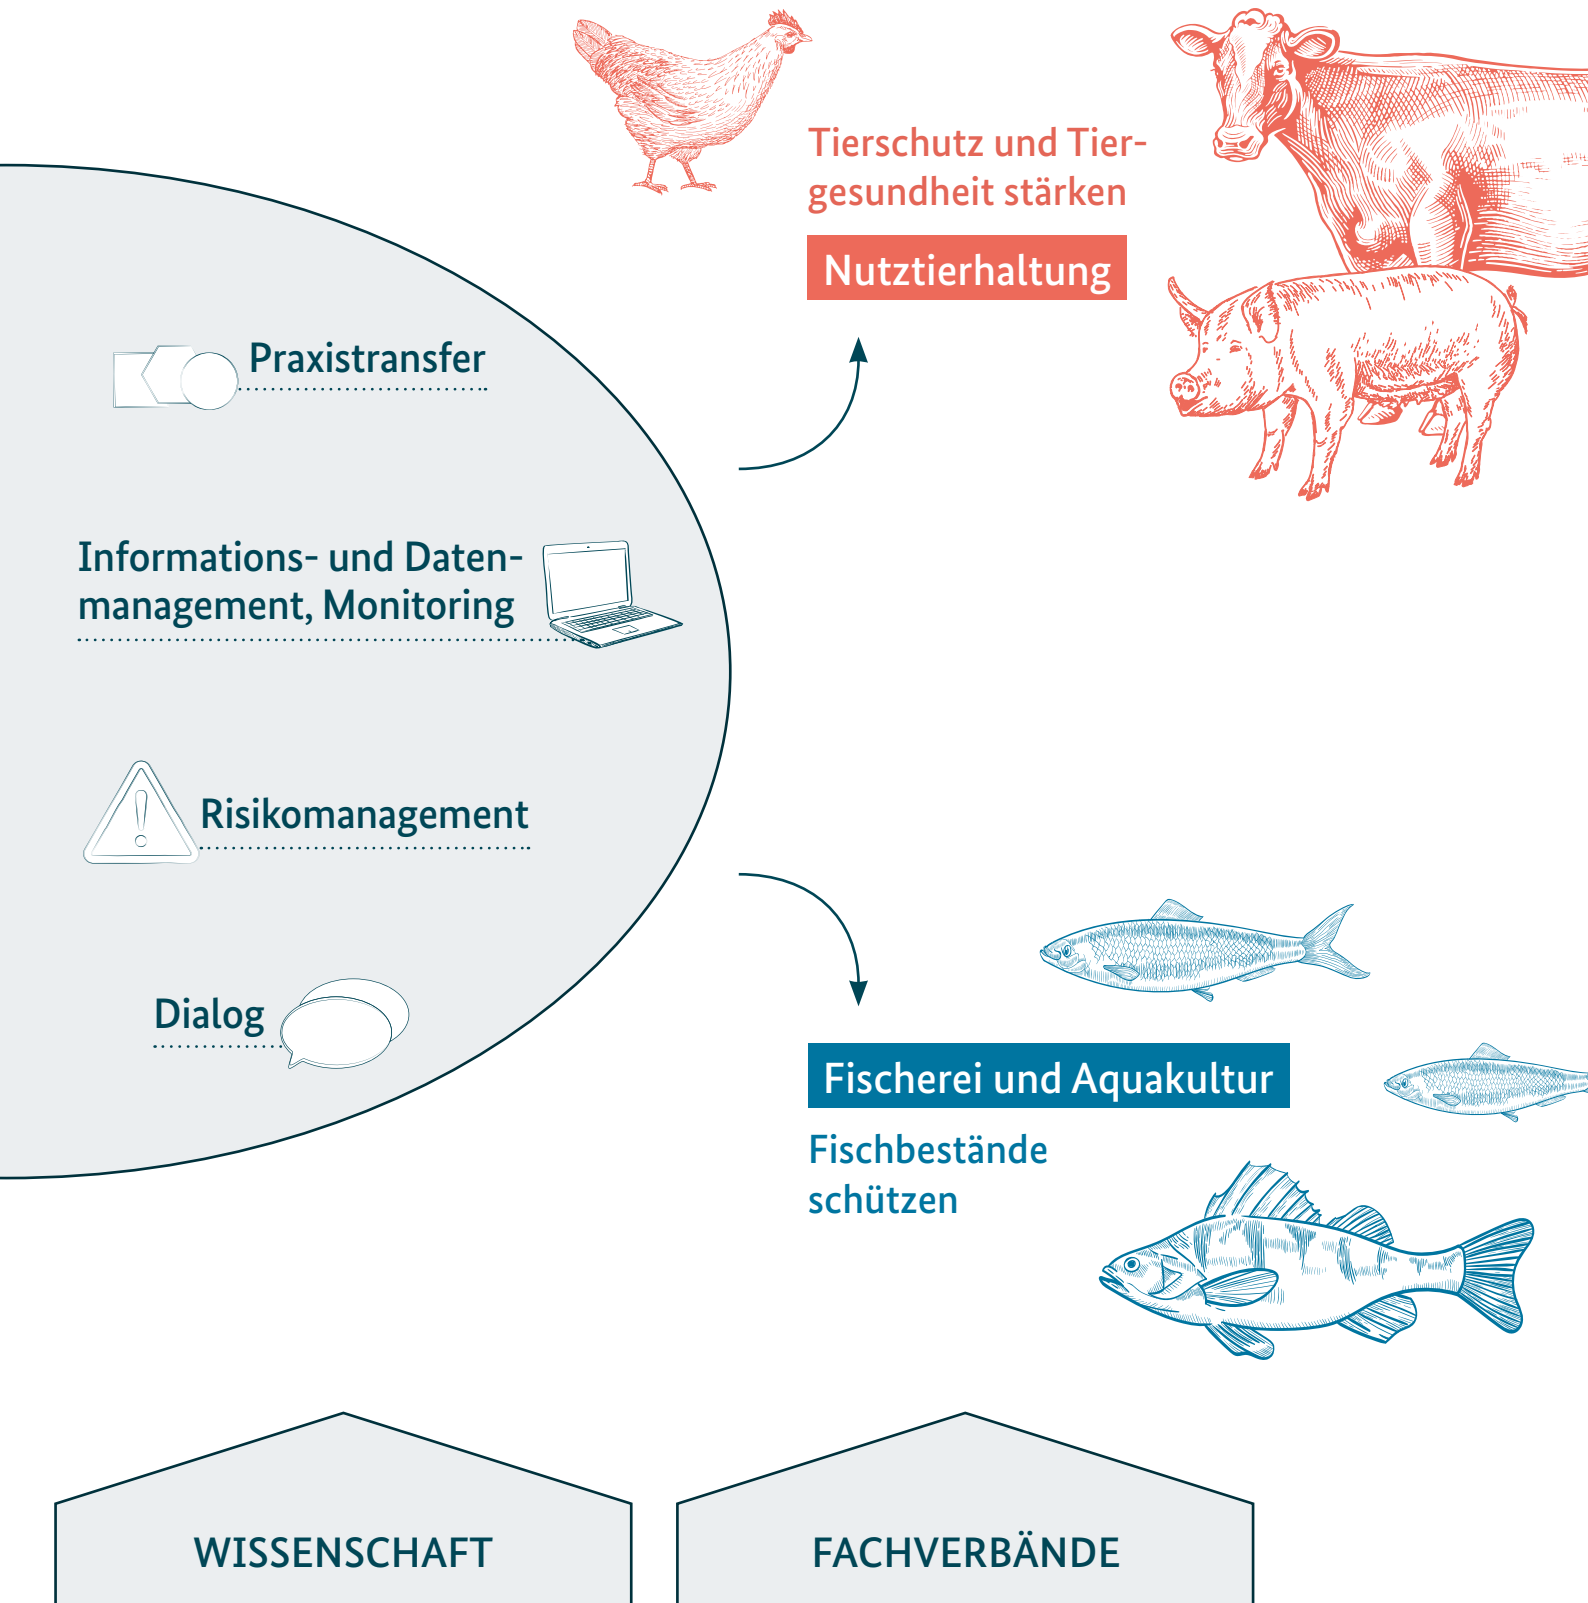 Tierschutz und Tier-
gesundheit stärken
Nutztierhaltung
Praxistransfer
Informations- und Daten-
management, Monitoring
Risikomanagement
Dialog
Fischerei und Aquakultur
Fischbestände
schützen
WISSENSCHAFT
FACHVERBÄNDE